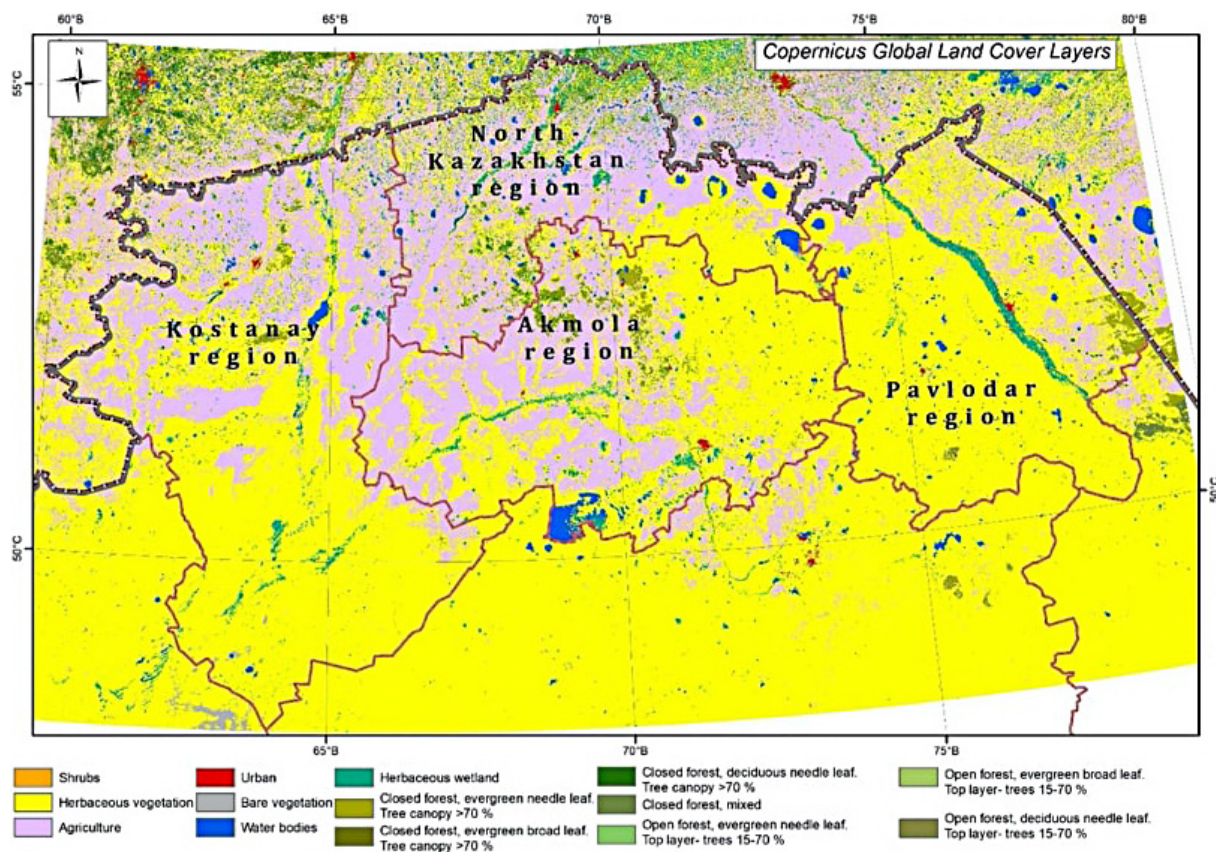 60°B 65°B 70°B 75°B 80°B
N
Copernicus Global Land Cover Layers
55°C
55°C
North-
Kazakhstan
region
Kostanay
region
Akmola
region
Pavlodar
region
50°C
50°C
65°B 70°B 75°B
Shrubs
Herbaceous vegetation
Agriculture
Urban
Bare vegetation
Water bodies
Herbaceous wetland
Closed forest, evergreen needle leaf.
Tree canopy >70 %
Closed forest, evergreen broad leaf.
Tree canopy >70 %
Closed forest, deciduous needle leaf.
Tree canopy >70 %
Closed forest, mixed
Open forest, evergreen needle leaf.
Top layer- trees 15-70 %
Open forest, evergreen broad leaf.
Top layer- trees 15-70 %
Open forest, deciduous needle leaf.
Top layer- trees 15-70 %